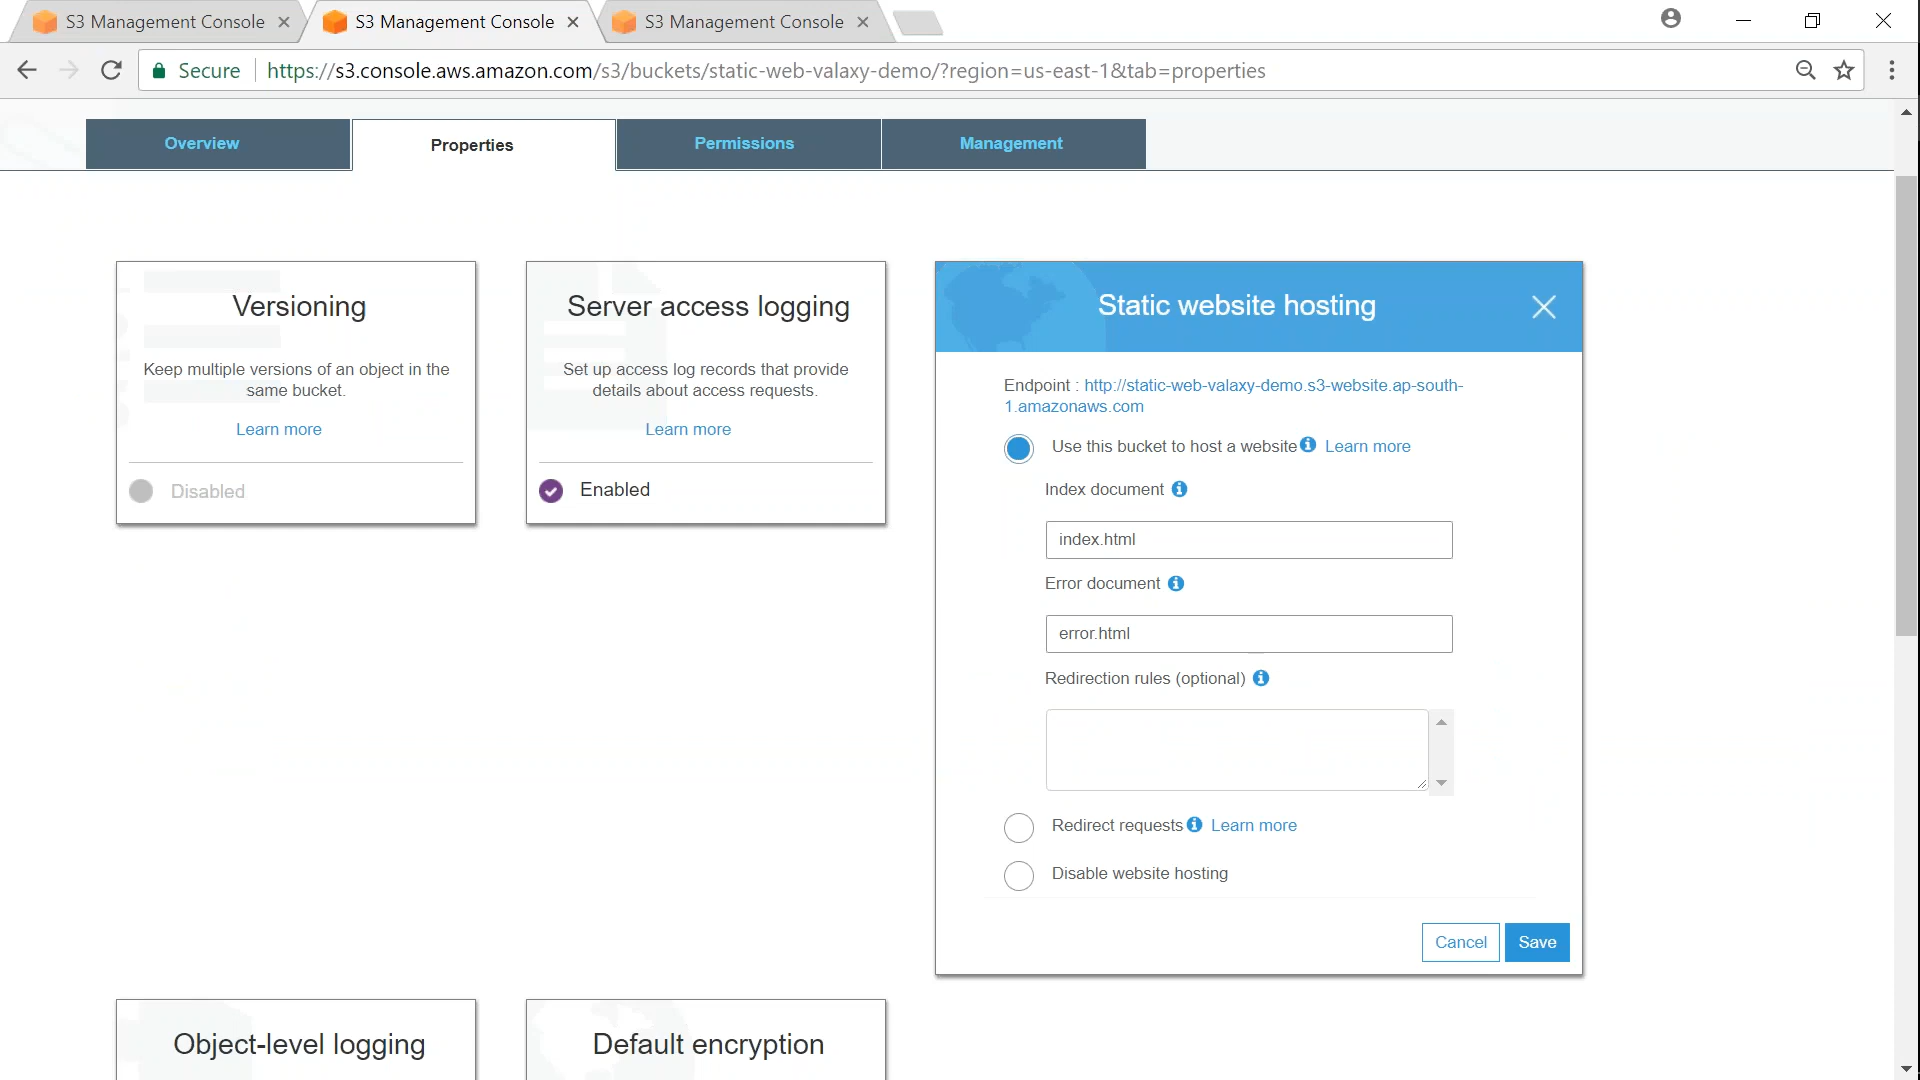 S3 Management Console
S3 Management Console
S3 Management Console
Secure
https://s3.console.aws.amazon.com/s3/buckets/static-web-valaxy-demo/?region=us-east-1&tab=properties
Overview
Properties
Permissions
Management
Versioning
Keep multiple versions of an object in the
same bucket.
Learn more
Disabled
Server access logging
Set up access log records that provide
details about access requests.
Learn more
Enabled
Static website hosting
Endpoint : http://static-web-valaxy-demo.s3-website.ap-south-
1.amazonaws.com
Use this bucket to host a website Learn more
Index document
index.html
Error document
error.html
Redirection rules (optional)
Redirect requests Learn more
Disable website hosting
Cancel
Save
Object-level logging
Default encryption